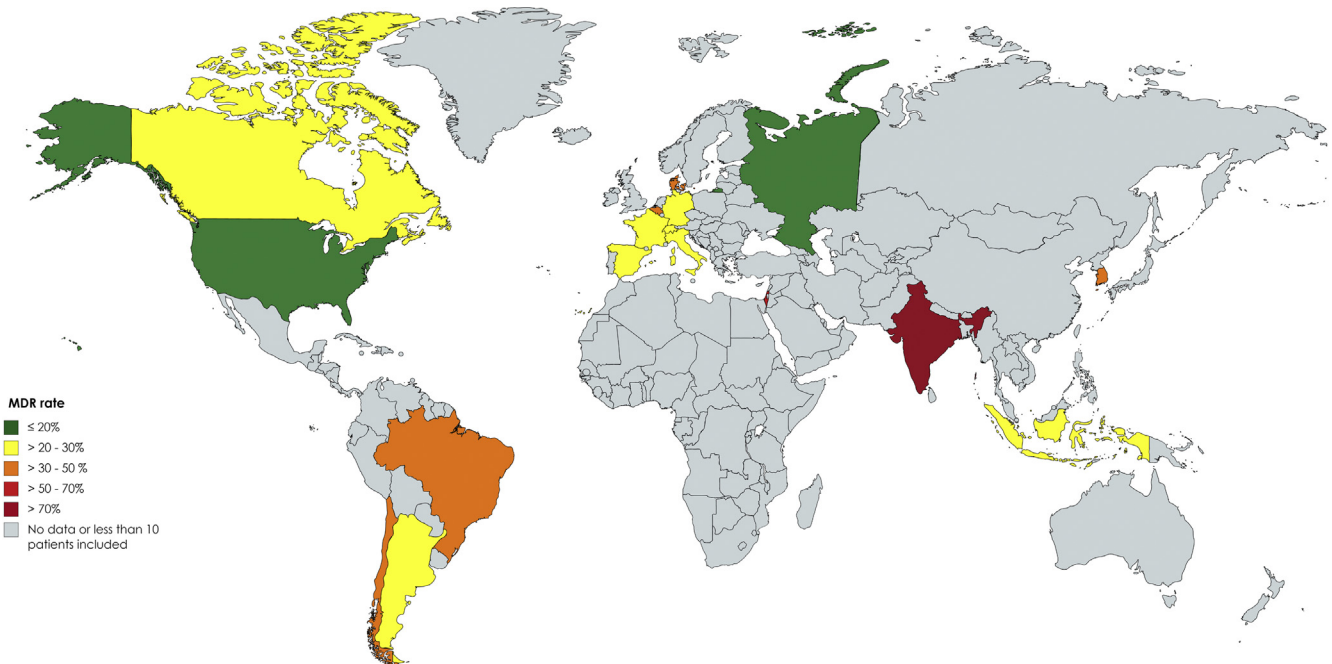 MDR rate
≤ 20%
> 20 - 30%
> 30 - 50 %
> 50 - 70%
> 70%
No data or less than 10
patients included